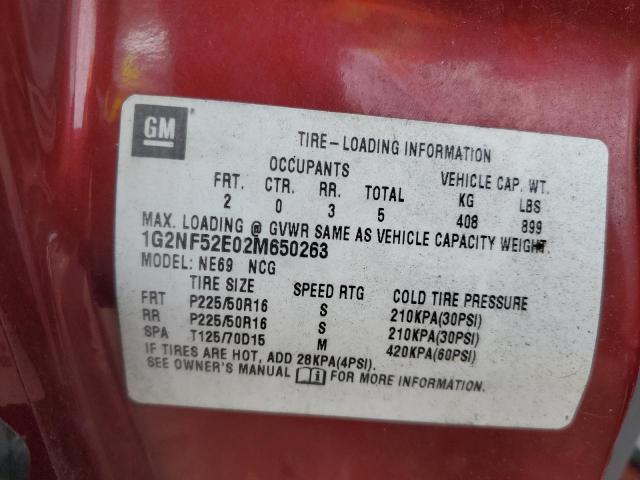 GM
TIRE-LOADING INFORMATION
OCCUPANTS VEHICLE CAP. WT.
FRT. CTR. RR. TOTAL KG LBS
2 0 3 5 408 899
MAX. LOADING @ GVWR SAME AS VEHICLE CAPACITY WEIGHT.
1G2NF52E02M650263
MODEL: NE69 NCG
TIRE SIZE SPEED RTG COLD TIRE PRESSURE
FRT P225/50R16 S 210KPA(30PSI)
RR P225/50R16 S 210KPA(30PSI)
SPA T125/70D15 M 420KPA(60PSI)
IF TIRES ARE HOT, ADD 28KPA(4PSI).
SEE OWNER'S MANUAL FOR MORE INFORMATION.